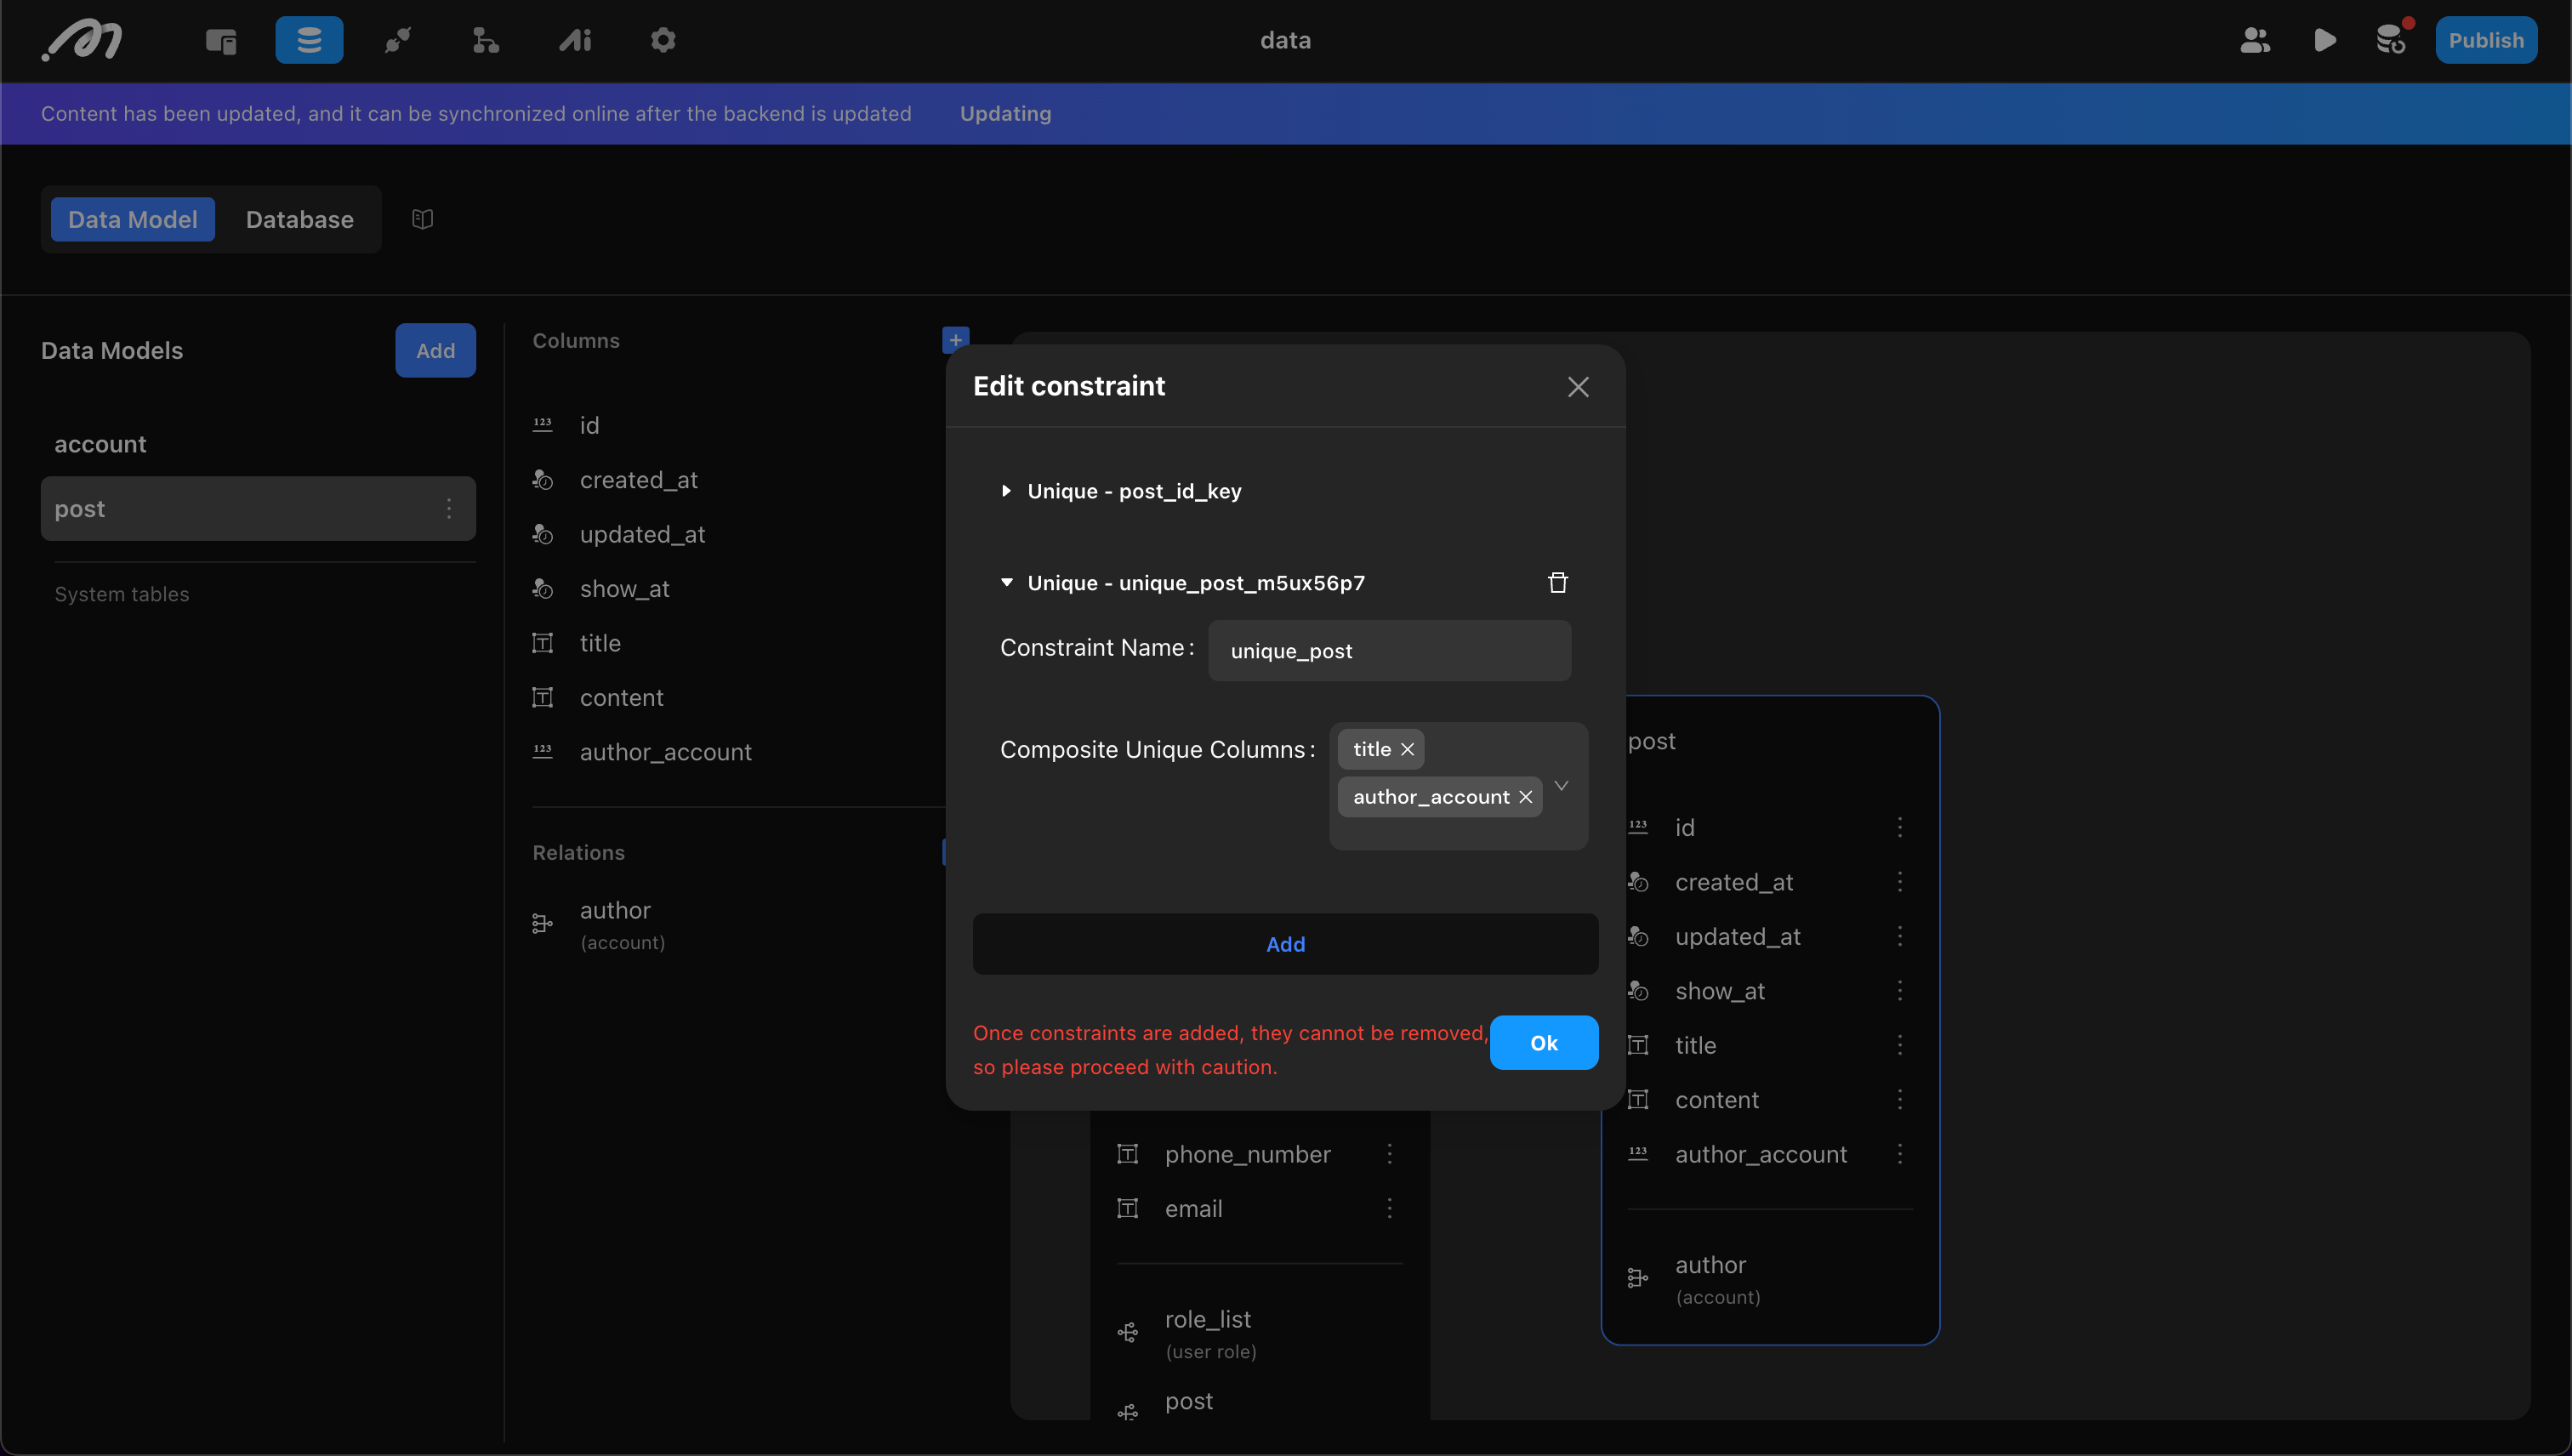 data
Publish
Content has been updated, and it can be synchronized online after the backend is updated
Updating
Data Model
Database
Data Models
Add
account
post
System tables
Columns
123 id
created_at
updated_at
show_at
title
content
123 author_account
Relations
author
(account)
Edit constraint
Unique - post_id_key
Unique - unique_post_m5ux56p7
Constraint Name :
unique_post
Composite Unique Columns :
title
author_account
Add
Once constraints are added, they cannot be removed,
so please proceed with caution.
Ok
phone_number
email
role_list
(user role)
post
post
123 id
created_at
updated_at
show_at
title
content
123 author_account
author
(account)